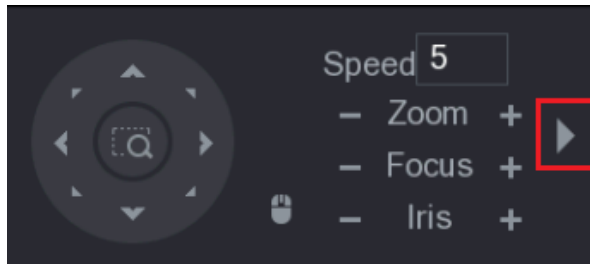 Speed 5
− Zoom +
− Focus +
− Iris +